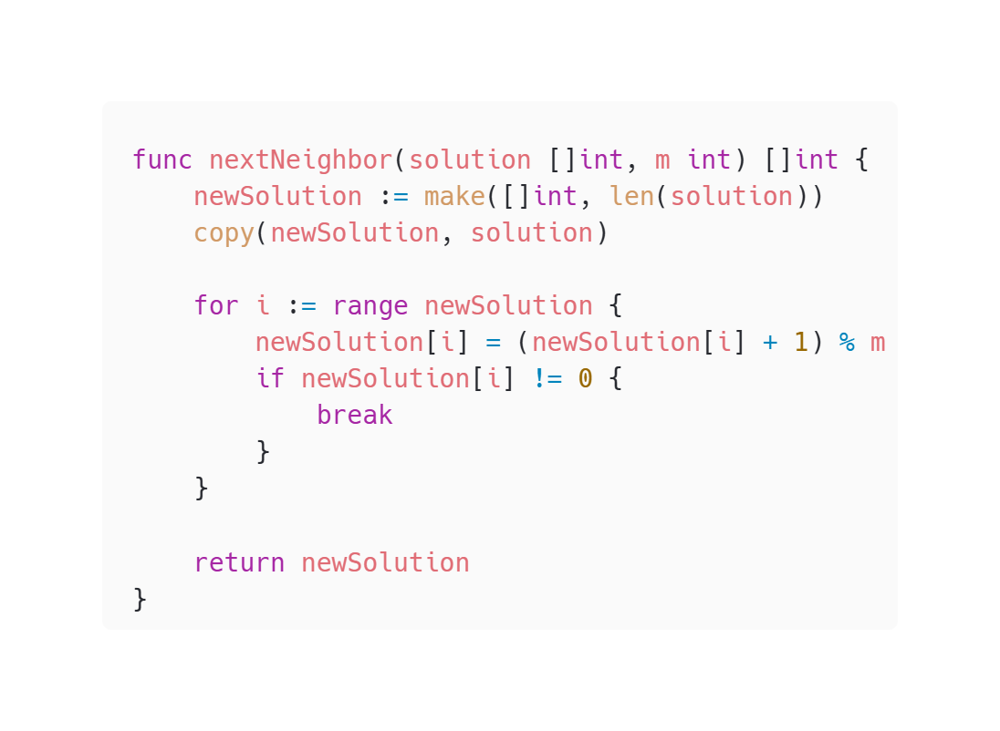 func nextNeighbor(solution []int, m int) []int {
    newSolution := make([]int, len(solution))
    copy(newSolution, solution)

    for i := range newSolution {
        newSolution[i] = (newSolution[i] + 1) % m
        if newSolution[i] != 0 {
            break
        }
    }

    return newSolution
}